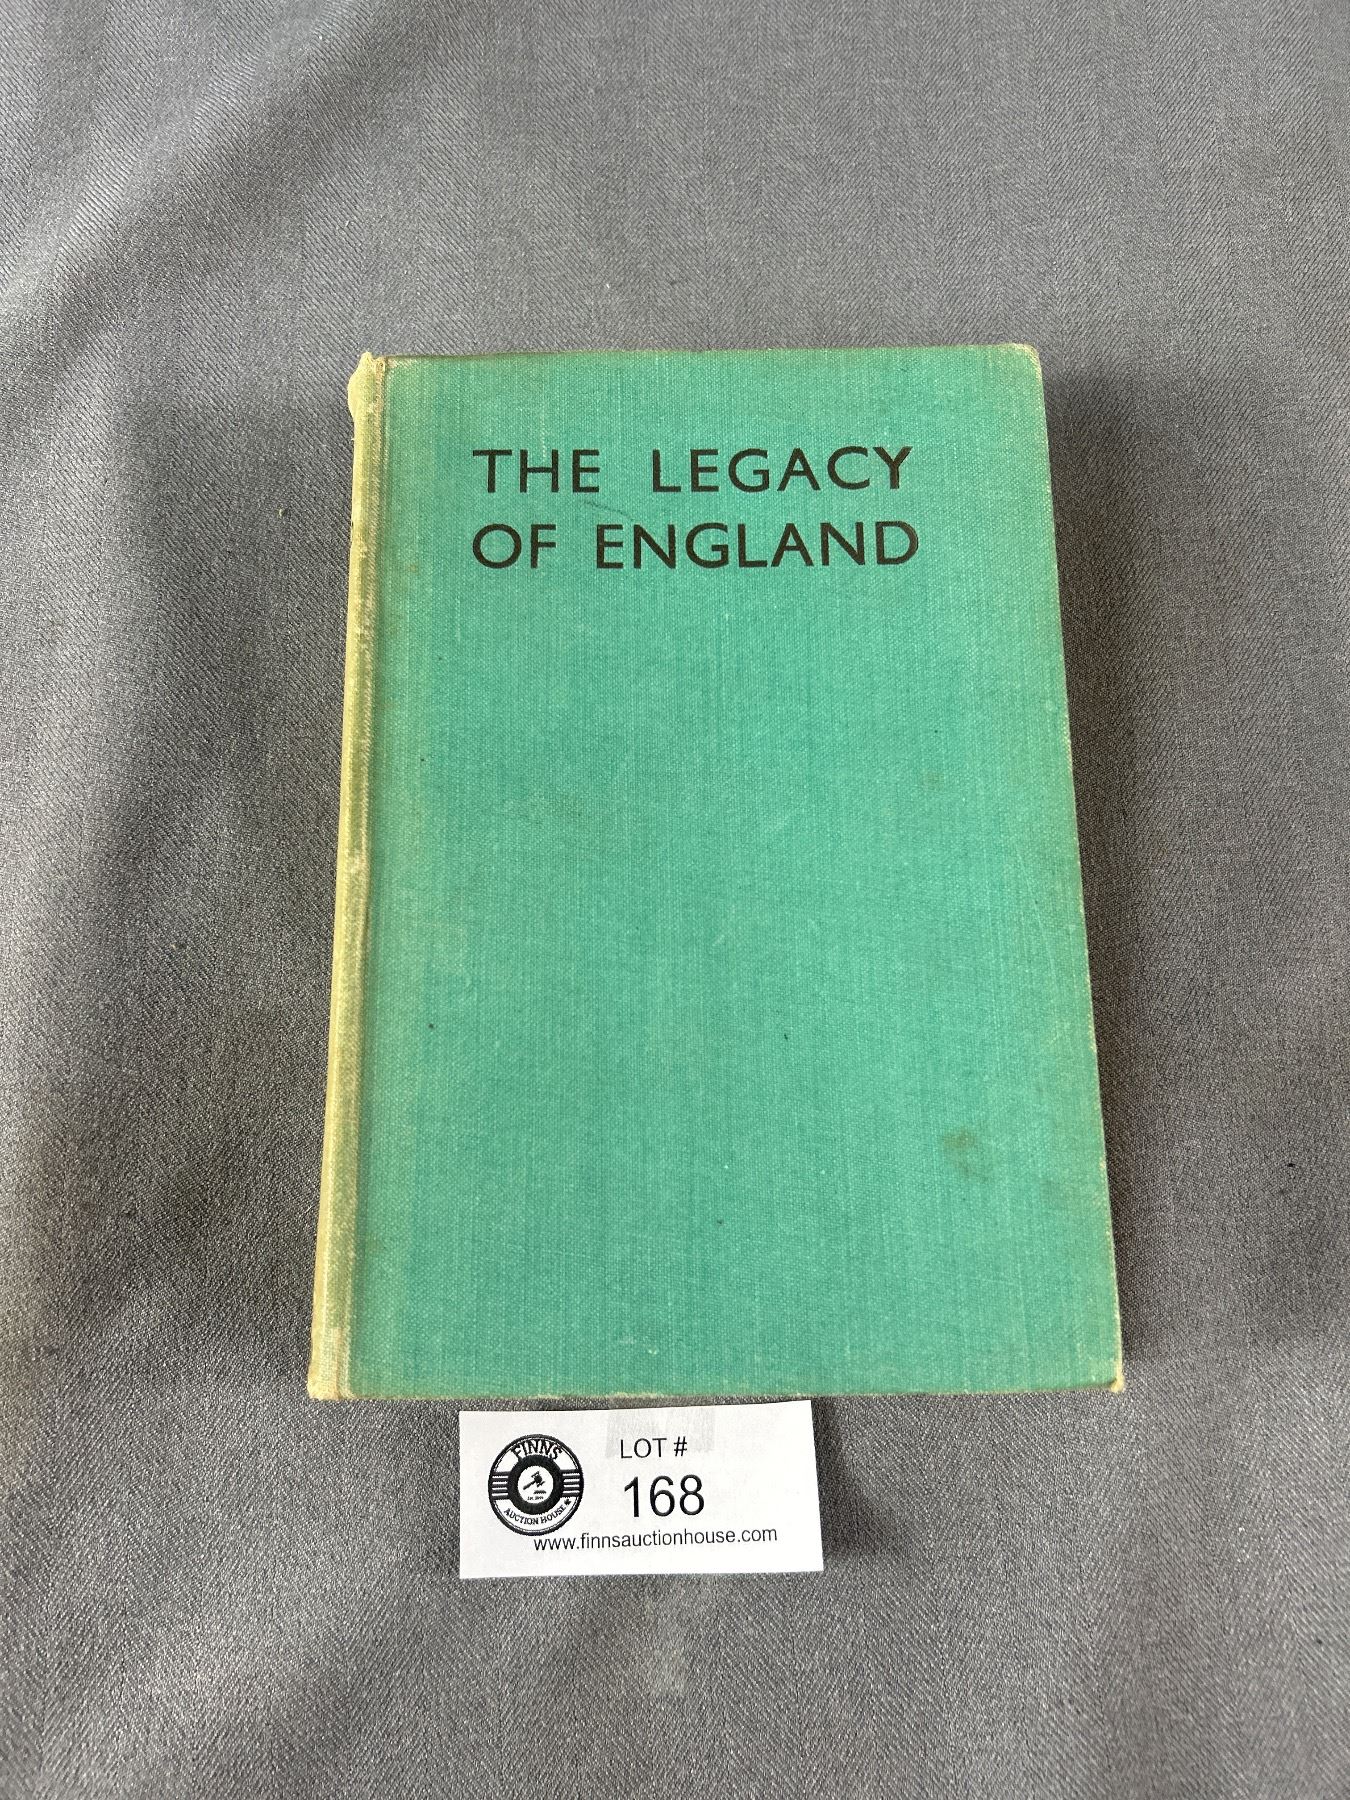 THE LEGACY
OF ENGLAND
FINNS
AUCTION HOUSE
LOT #
168
www.finnsauctionhouse.com